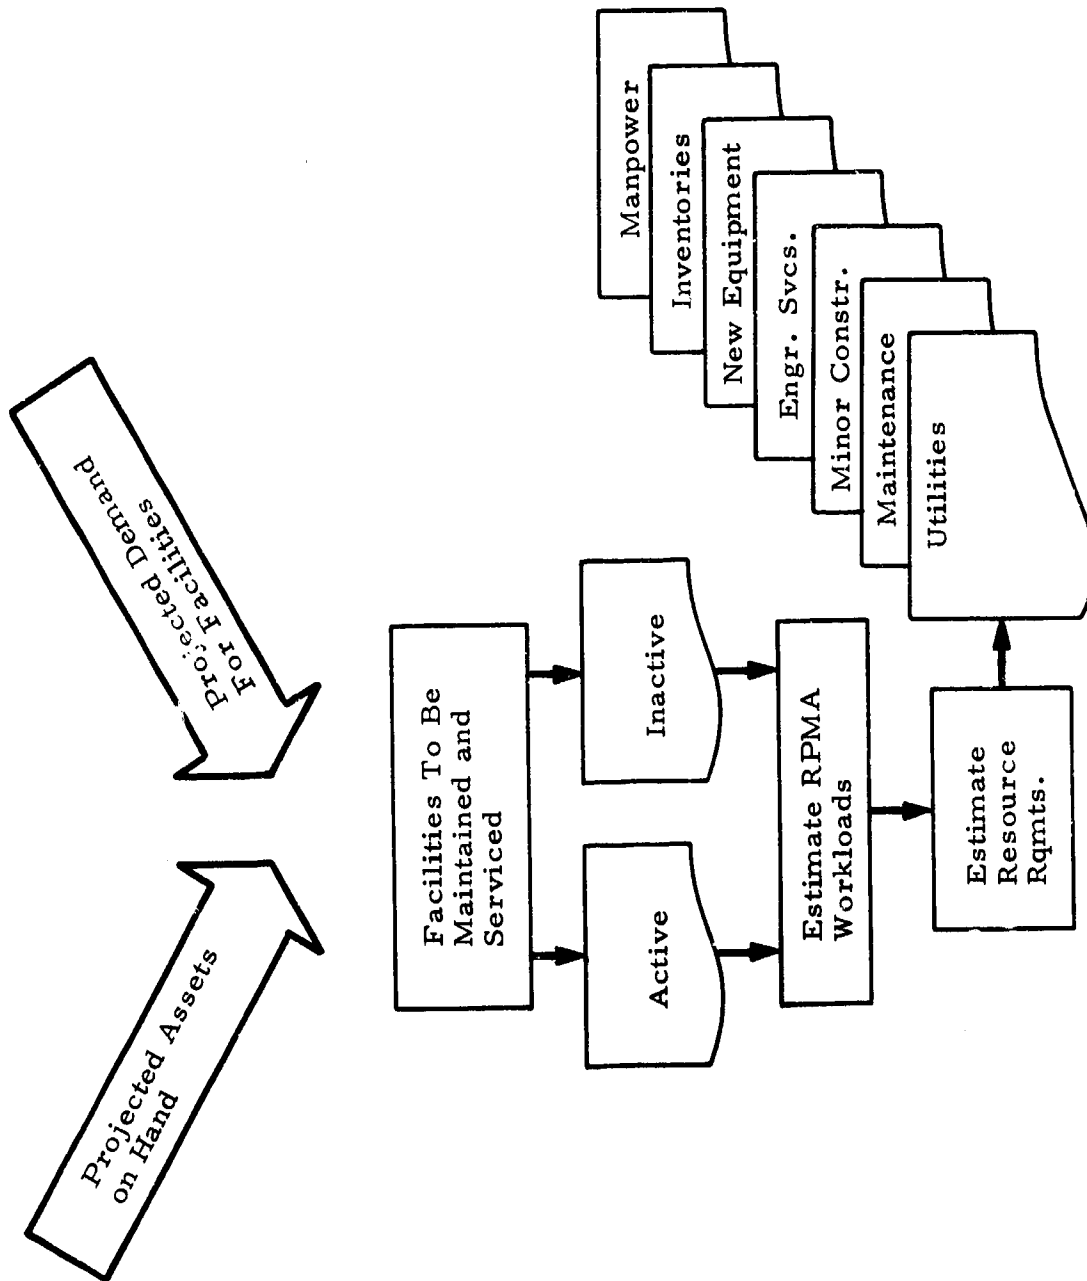 Projected Assets
on Hand
Projected Demand
For Facilities
Facilities To Be
Maintained and
Serviced
Active
Inactive
Estimate RPMA
Workloads
Estimate
Resource
Rqmts.
Manpower
Inventories
New Equipment
Engr. Svcs.
Minor Constr.
Maintenance
Utilities